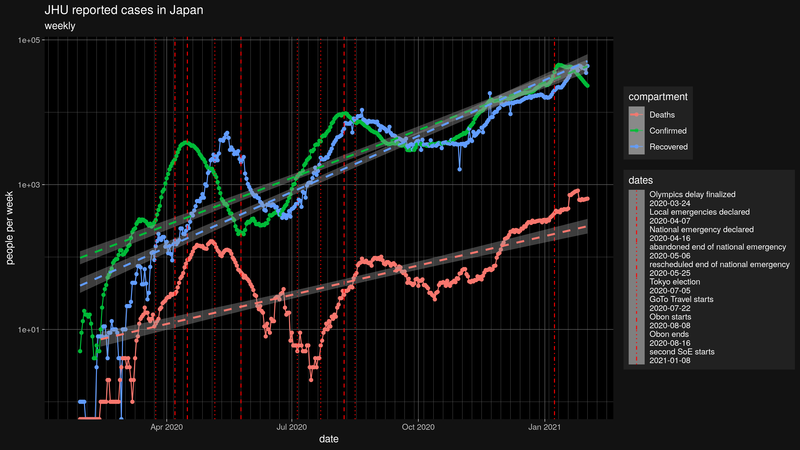 JHU reported cases in Japan
weekly
1e+05
1e+03
1e+01
people per week
Apr 2020
Jul 2020
Oct 2020
Jan 2021
date
compartment
Deaths
Confirmed
Recovered
dates
Olympics delay finalized
2020-03-24
Local emergencies declared
2020-04-07
National emergency declared
2020-04-16
abandoned end of national emergency
2020-05-06
rescheduled end of national emergency
2020-05-25
Tokyo election
2020-07-05
GoTo Travel starts
2020-07-22
Obon starts
2020-08-08
Obon ends
2020-08-16
second SoE starts
2021-01-08